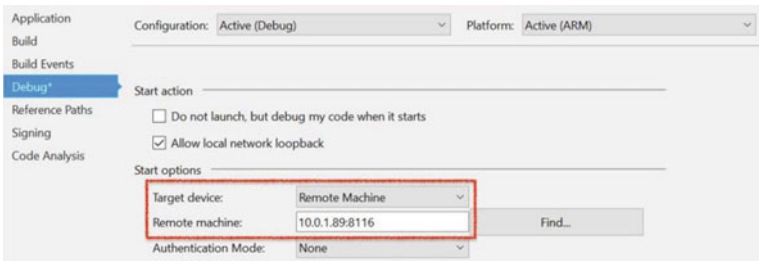 Application
Build
Build Events
Debug*
Reference Paths
Signing
Code Analysis
Configuration: Active (Debug) Platform: Active (ARM)
Start action
Do not launch, but debug my code when it starts
Allow local network loopback
Start options
Target device: Remote Machine
Remote machine: 10.0.1.89:8116 Find...
Authentication Mode: None